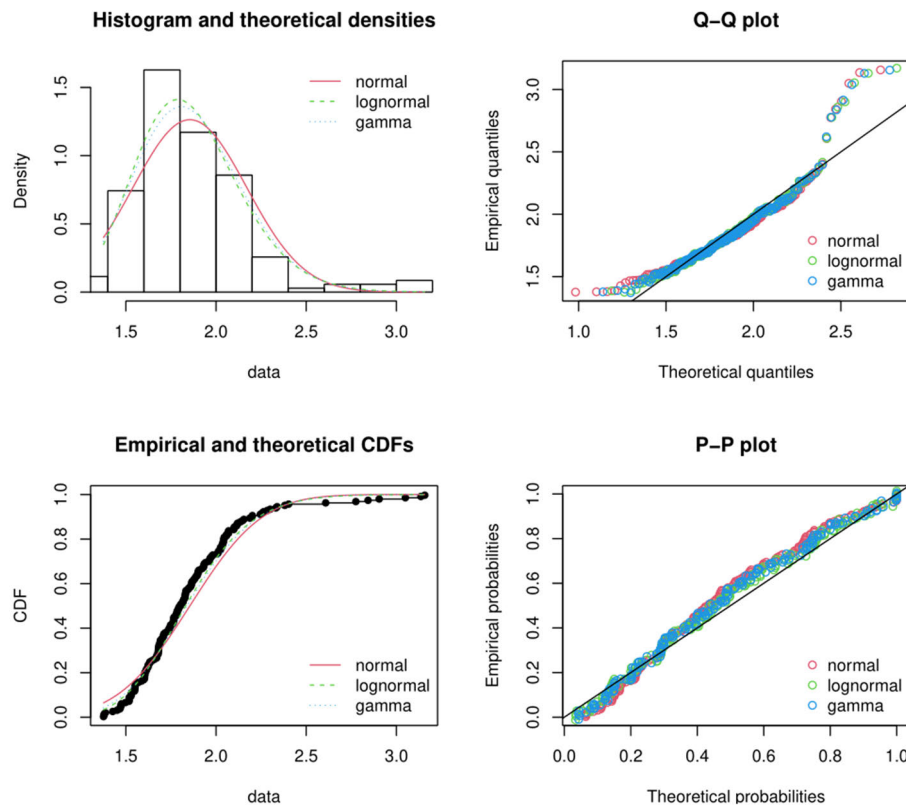 Histogram and theoretical densities
Density
0.0 0.5 1.0 1.5
normal
lognormal
gamma
1.5 2.0 2.5 3.0
data
Q−Q plot
Empirical quantiles
1.5 2.0 2.5 3.0
normal
lognormal
gamma
1.0 1.5 2.0 2.5
Theoretical quantiles
Empirical and theoretical CDFs
CDF
0.0 0.2 0.4 0.6 0.8 1.0
normal
lognormal
gamma
1.5 2.0 2.5 3.0
data
P−P plot
Empirical probabilities
0.0 0.2 0.4 0.6 0.8 1.0
normal
lognormal
gamma
0.0 0.2 0.4 0.6 0.8 1.0
Theoretical probabilities